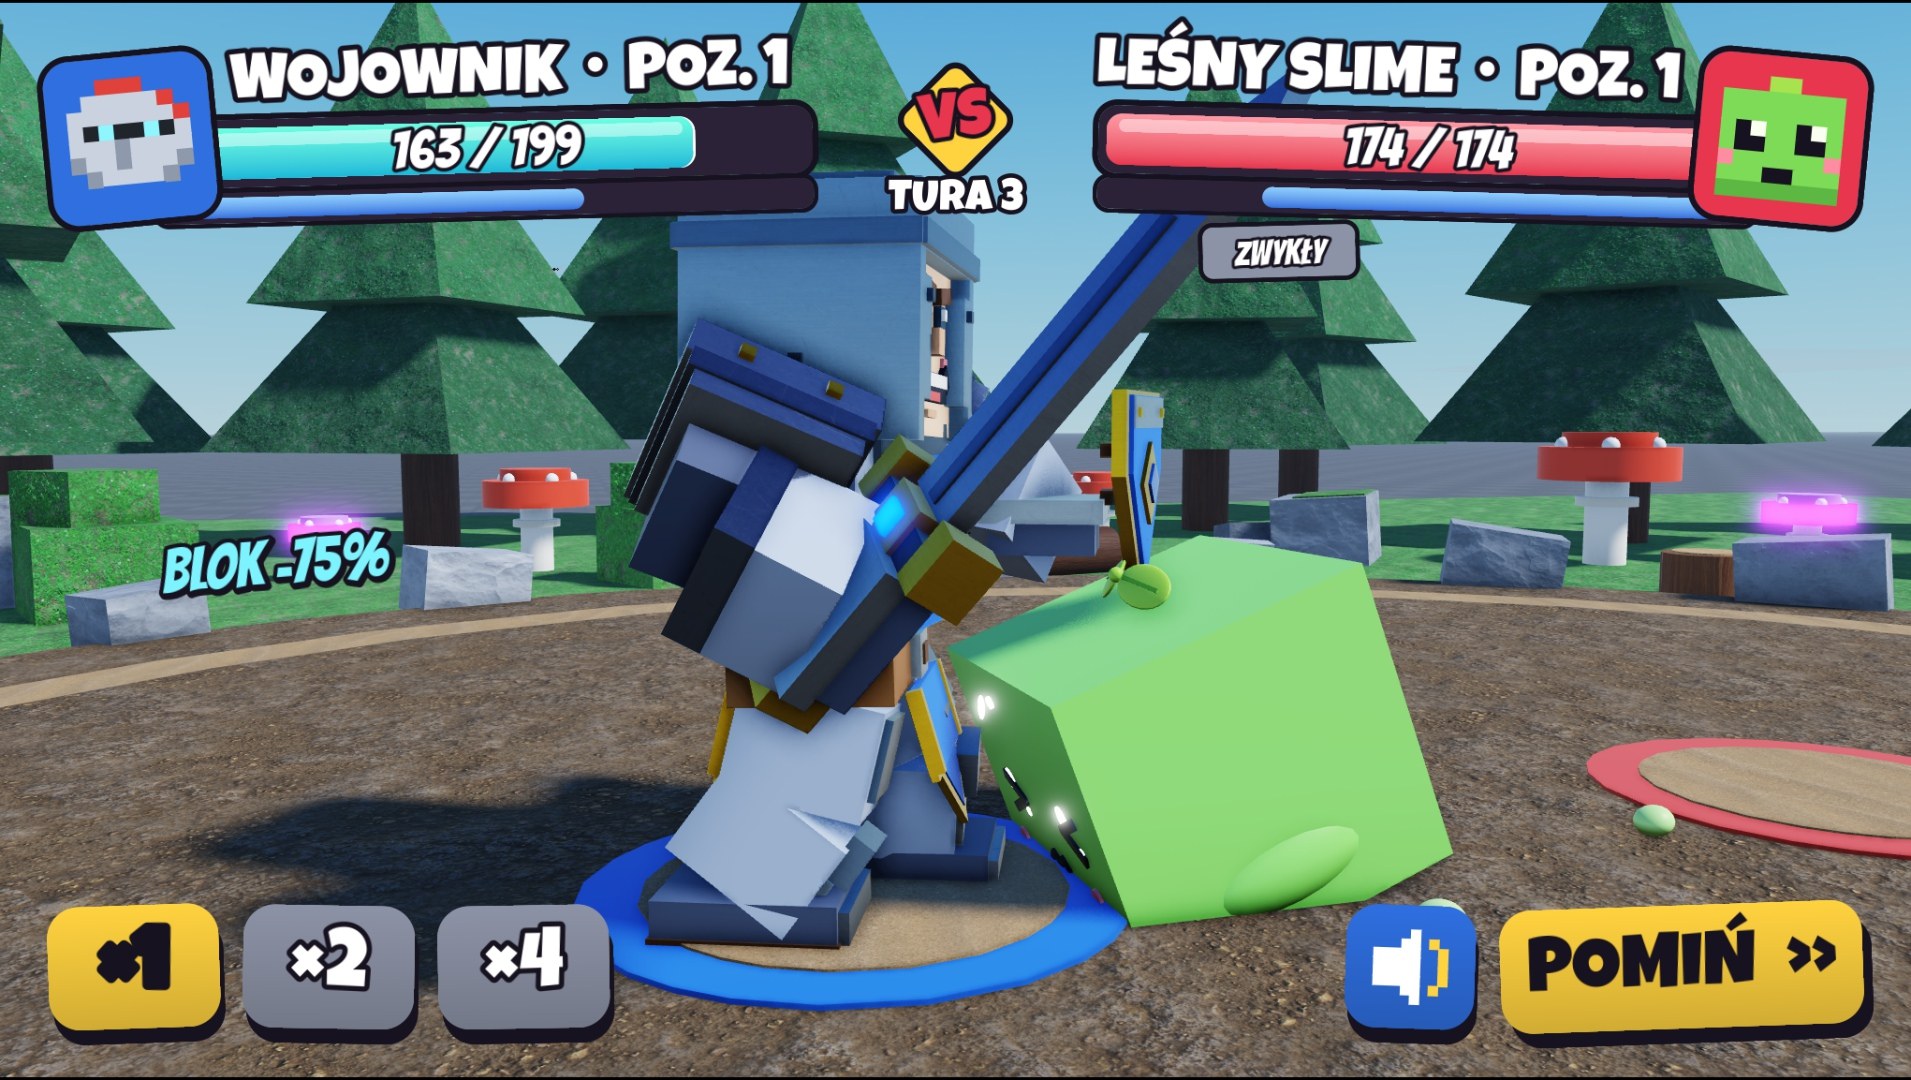 WOJOWNIK • POZ. 1
163 / 199
VS
TURA 3
LEŚNY SLIME • POZ. 1
174 / 174
ZWYKŁY
BLOK -75%
×1
×2
×4
POMIŃ »